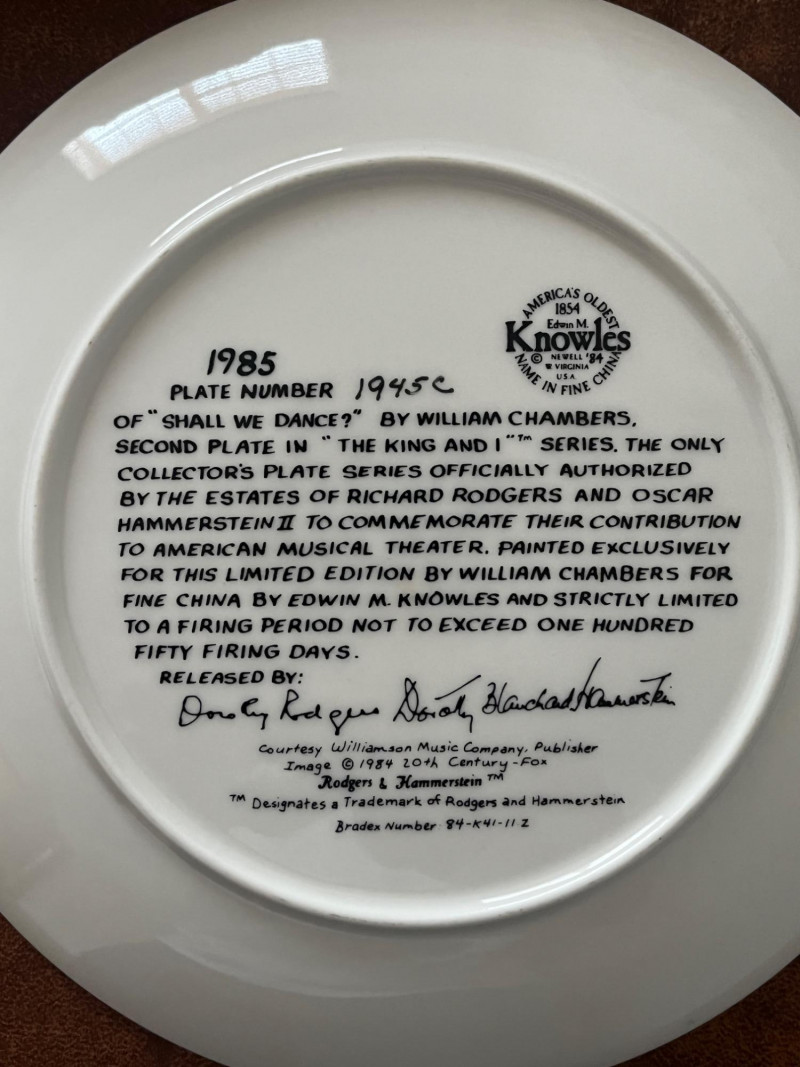 AMERICA'S OLDEST
1854
Edwin M.
Knowles
© NEWELL '84
W. VIRGINIA
U.S.A.
NAME IN FINE CHINA
1985
PLATE NUMBER 1945C
OF "SHALL WE DANCE?" BY WILLIAM CHAMBERS,
SECOND PLATE IN "THE KING AND I"™ SERIES. THE ONLY
COLLECTOR'S PLATE SERIES OFFICIALLY AUTHORIZED
BY THE ESTATES OF RICHARD RODGERS AND OSCAR
HAMMERSTEIN II TO COMMEMORATE THEIR CONTRIBUTION
TO AMERICAN MUSICAL THEATER. PAINTED EXCLUSIVELY
FOR THIS LIMITED EDITION BY WILLIAM CHAMBERS FOR
FINE CHINA BY EDWIN M. KNOWLES AND STRICTLY LIMITED
TO A FIRING PERIOD NOT TO EXCEED ONE HUNDRED
FIFTY FIRING DAYS.
RELEASED BY:
Dorothy Rodgers Dorothy Blanchard Hammerstein
Courtesy Williamson Music Company, Publisher
Image © 1984 20th Century-Fox
Rodgers & Hammerstein™
™ Designates a Trademark of Rodgers and Hammerstein
Bradex Number 84-K41-11 2